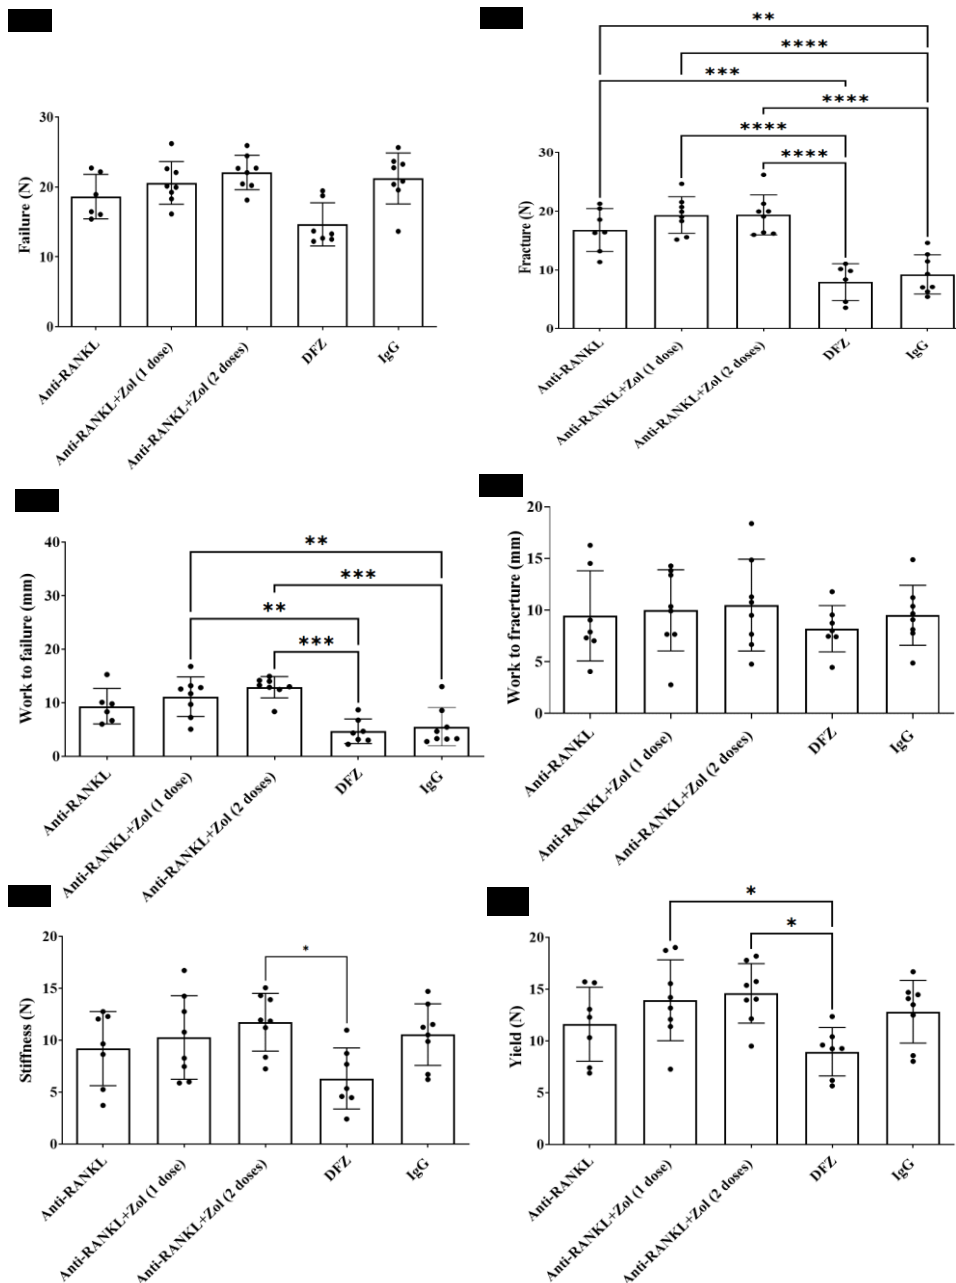 Failure (N)
30
20
10
0
Anti-RANKL
Anti-RANKL+Zol (1 dose)
Anti-RANKL+Zol (2 doses)
DFZ
IgG
**
****
***
****
****
****
Fracture (N)
30
20
10
0
Anti-RANKL
Anti-RANKL+Zol (1 dose)
Anti-RANKL+Zol (2 doses)
DFZ
IgG
**
***
**
***
Work to failure (mm)
40
30
20
10
0
Anti-RANKL
Anti-RANKL+Zol (1 dose)
Anti-RANKL+Zol (2 doses)
DFZ
IgG
Work to fracrture (mm)
20
15
10
5
0
Anti-RANKL
Anti-RANKL+Zol (1 dose)
Anti-RANKL+Zol (2 doses)
DFZ
IgG
*
Stiffness (N)
20
15
10
5
0
Anti-RANKL
Anti-RANKL+Zol (1 dose)
Anti-RANKL+Zol (2 doses)
DFZ
IgG
*
*
Yield (N)
20
15
10
5
0
Anti-RANKL
Anti-RANKL+Zol (1 dose)
Anti-RANKL+Zol (2 doses)
DFZ
IgG